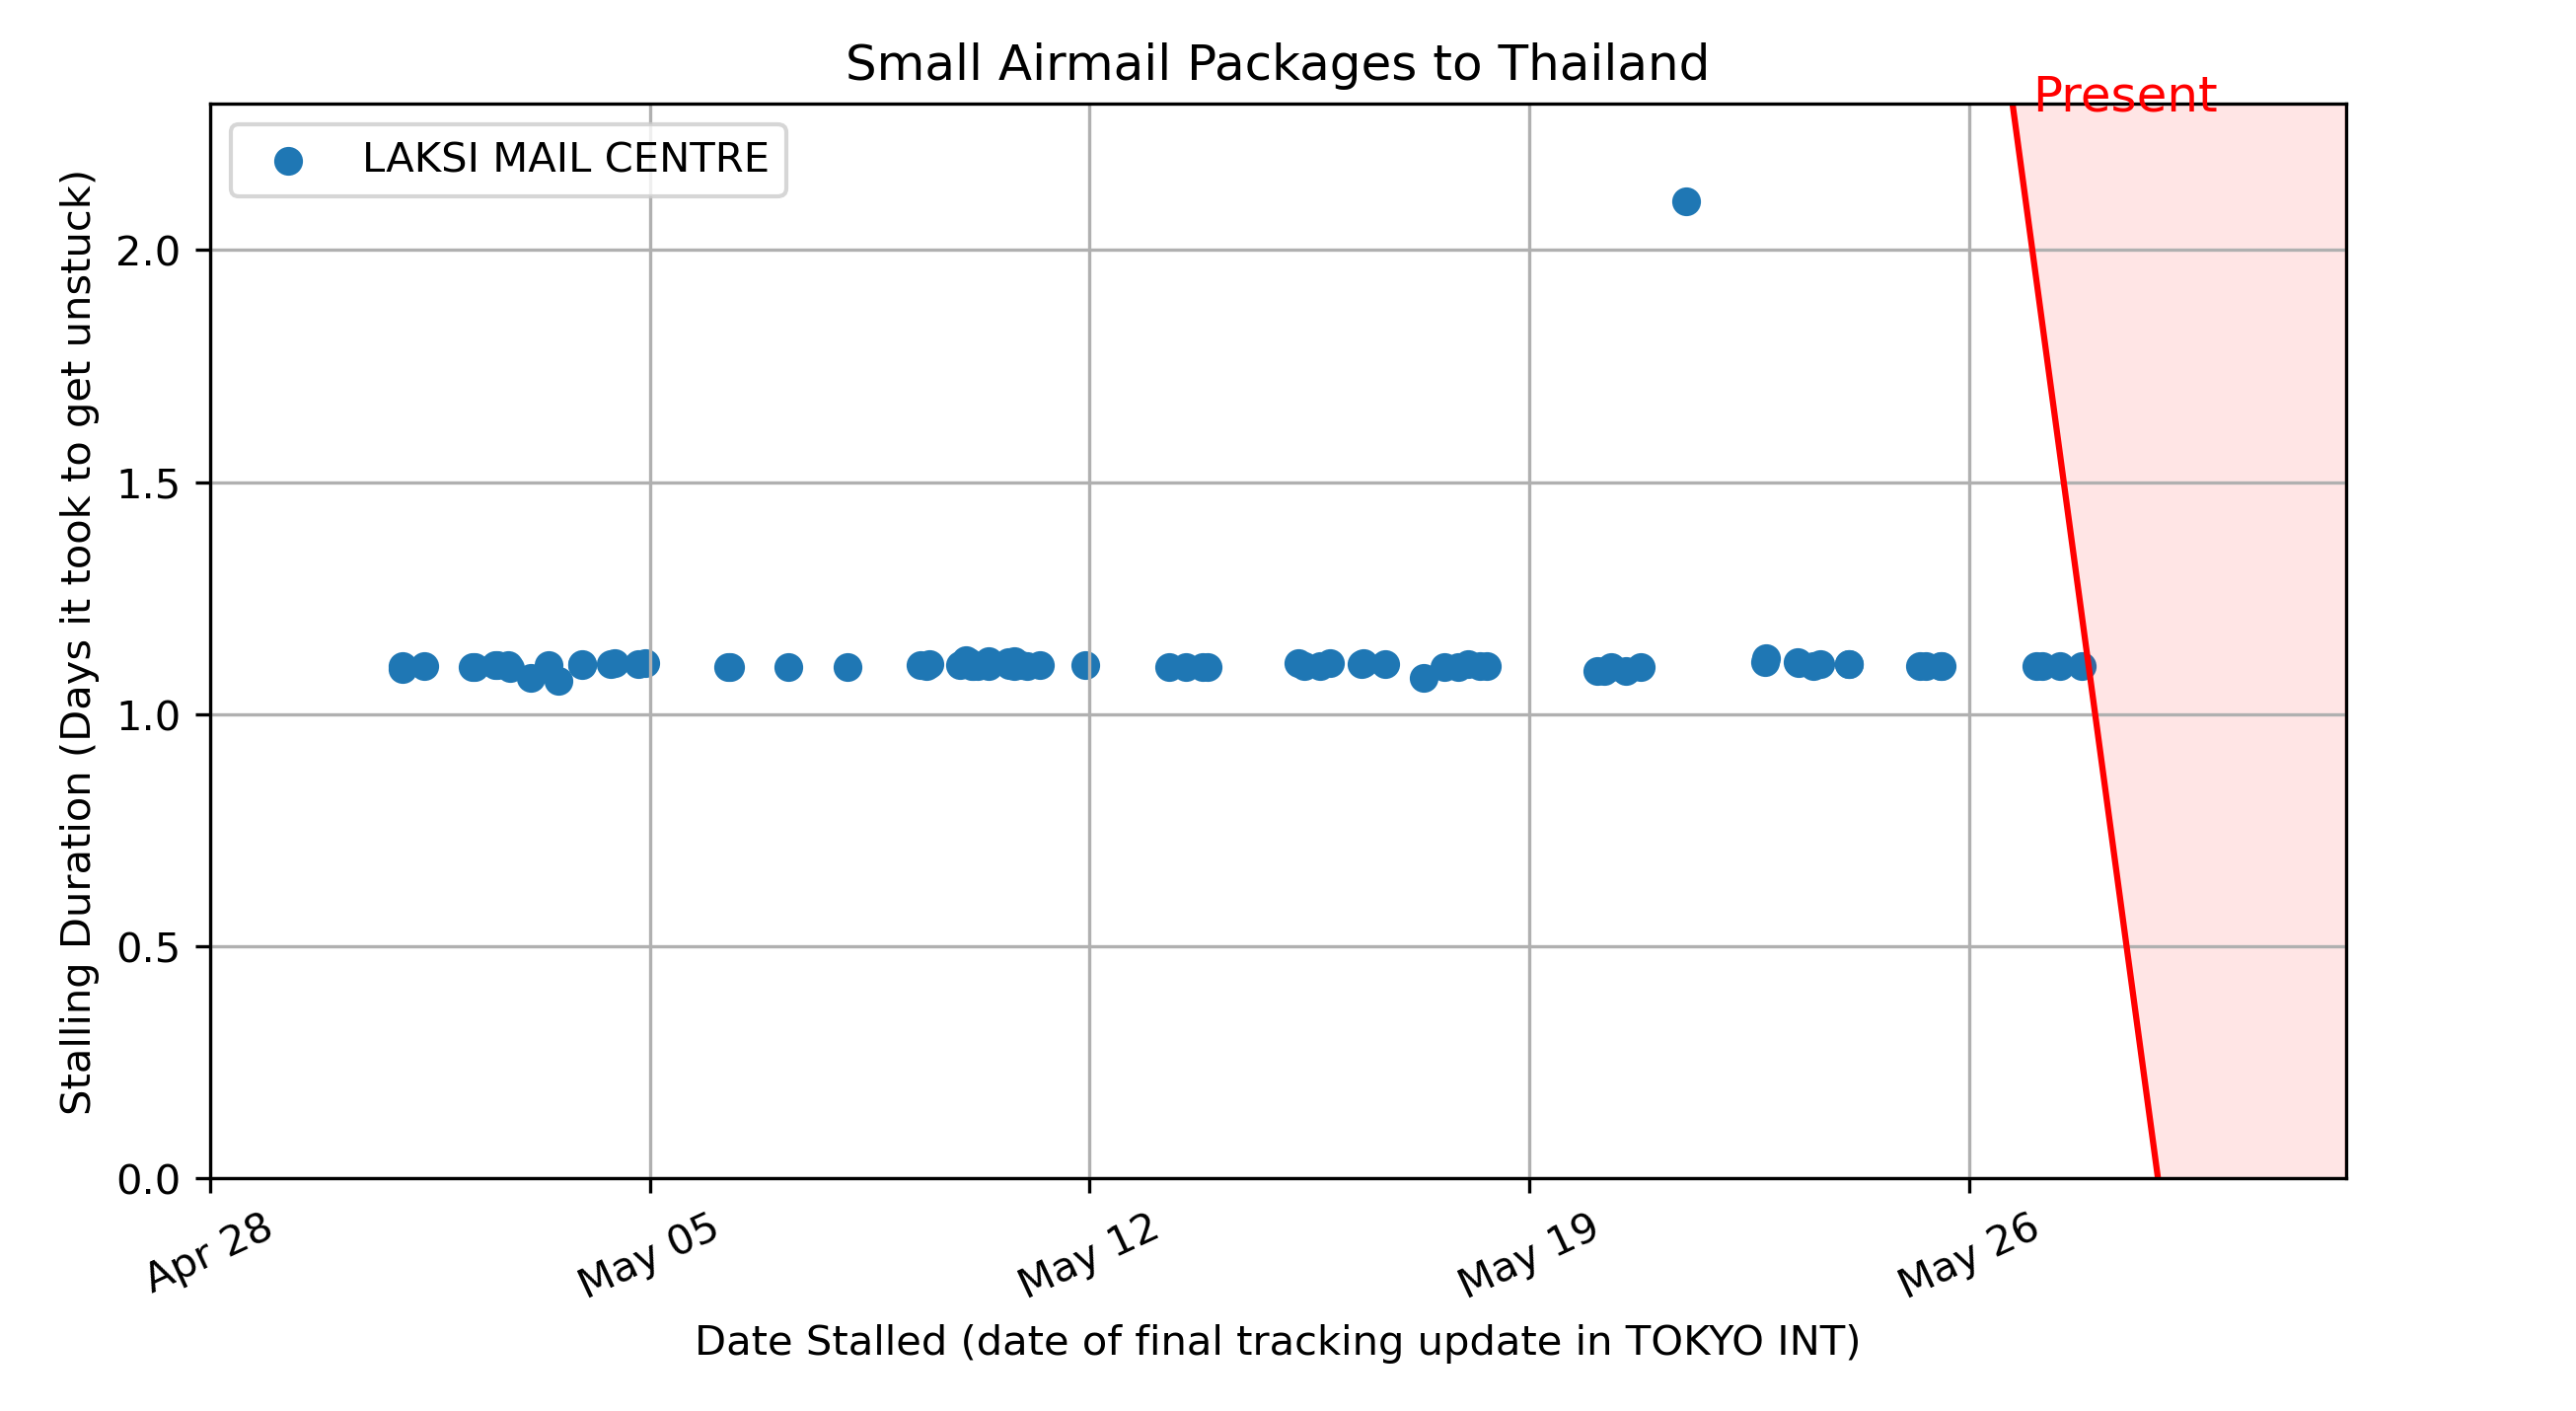 Small Airmail Packages to Thailand
Present
LAKSI MAIL CENTRE
Stalling Duration (Days it took to get unstuck)
2.0
1.5
1.0
0.5
0.0
Apr 28
May 05
May 12
May 19
May 26
Date Stalled (date of final tracking update in TOKYO INT)